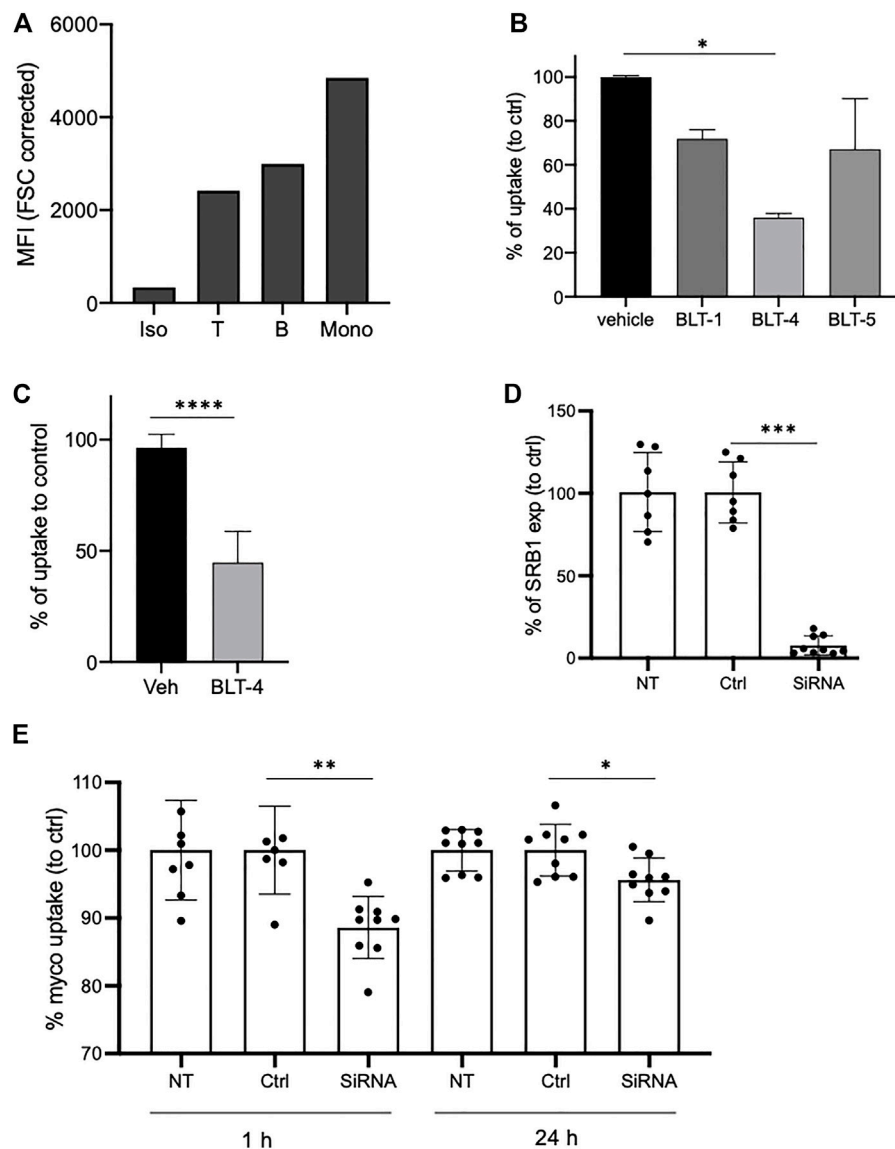 A
MFI (FSC corrected)
6000
4000
2000
0
Iso T B Mono
B
% of uptake (to ctrl)
*
100
80
60
40
20
0
vehicle BLT-1 BLT-4 BLT-5
C
% of uptake to control
****
100
50
0
Veh BLT-4
D
% of SRB1 exp (to ctrl)
150
***
100
50
0
NT Ctrl SiRNA
E
% myco uptake (to ctrl)
110
** *
100
90
80
70
NT Ctrl SiRNA NT Ctrl SiRNA
1 h 24 h